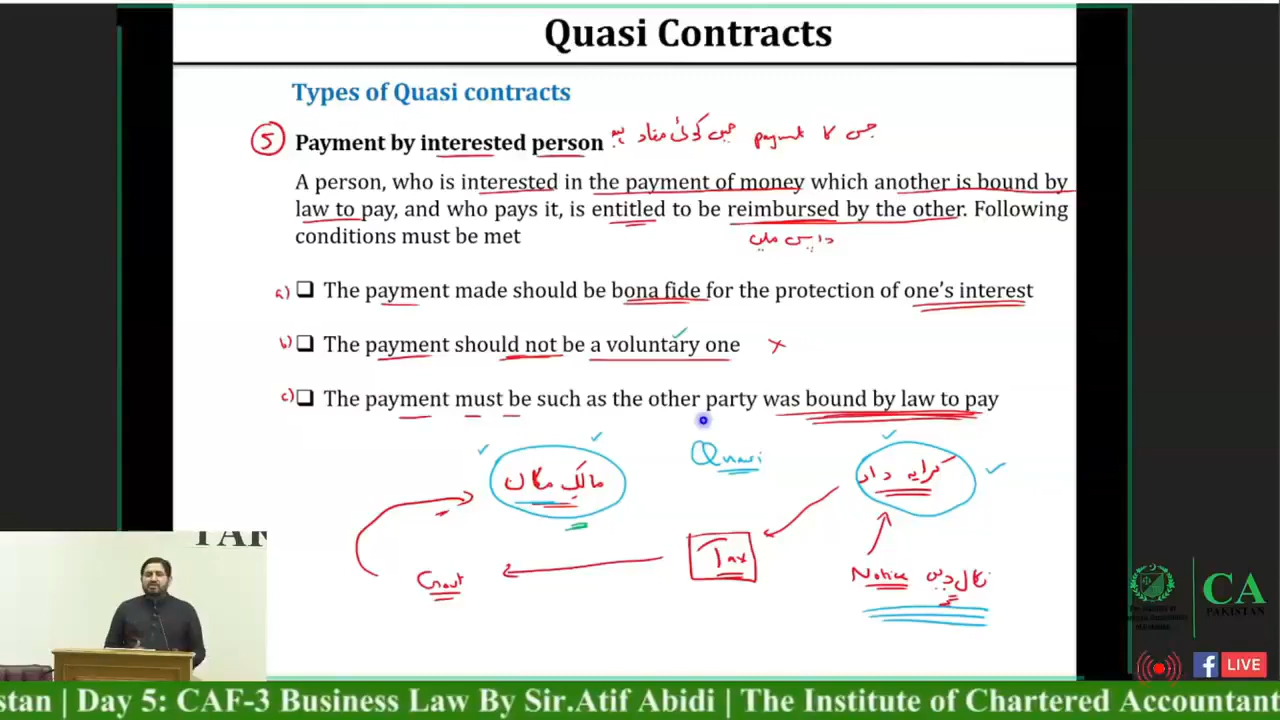 Quasi Contracts
Types of Quasi contracts
5 Payment by interested person جس کا payment میں کوئی مفاد ہے
A person, who is interested in the payment of money which another is bound by
law to pay, and who pays it, is entitled to be reimbursed by the other. Following
conditions must be met
واپس ملیں
a) ❑ The payment made should be bona fide for the protection of one’s interest
b) ❑ The payment should not be a voluntary one ×
c) ❑ The payment must be such as the other party was bound by law to pay
Quasi
مالکِ مکان
کرایہ دار
Tax
Govt
Notice نکال دیں
CA
PAKISTAN
LIVE
stan | Day 5: CAF-3 Business Law By Sir.Atif Abidi | The Institute of Chartered Accountant